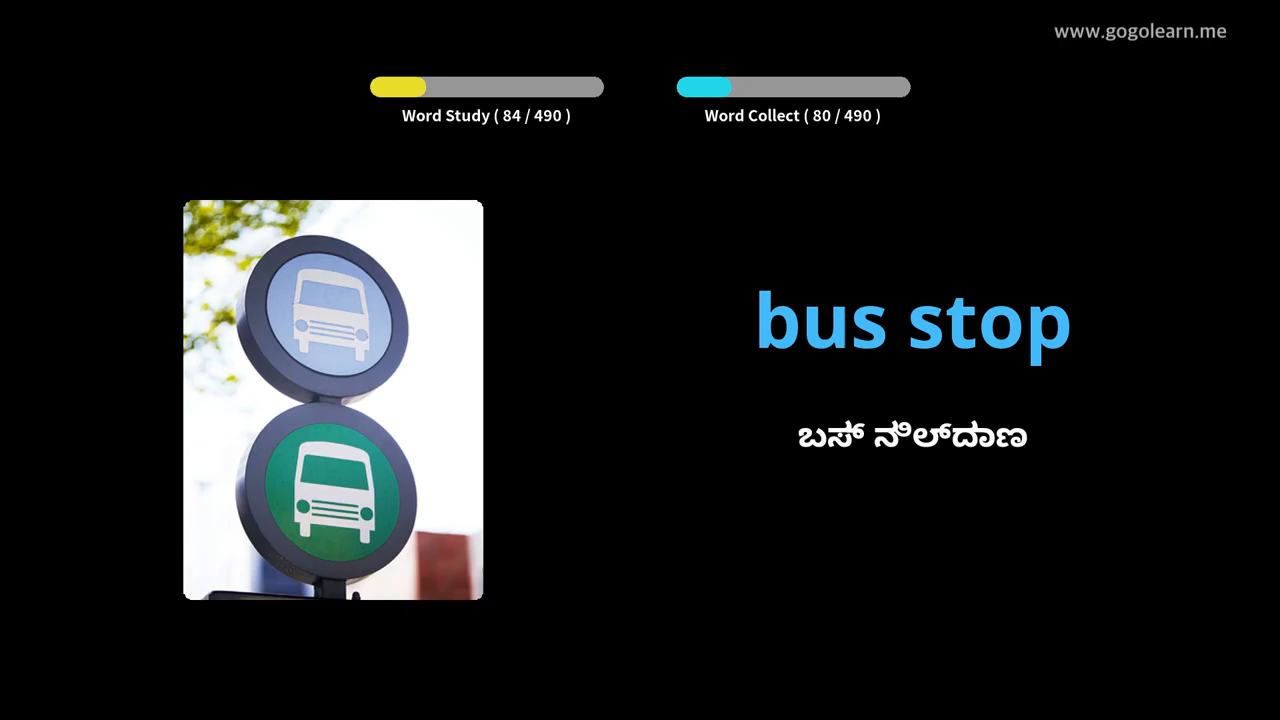 www.gogolearn.me
Word Study ( 84 / 490 )
Word Collect ( 80 / 490 )
bus stop
ಬಸ್ ನಿಲ್ದಾಣ